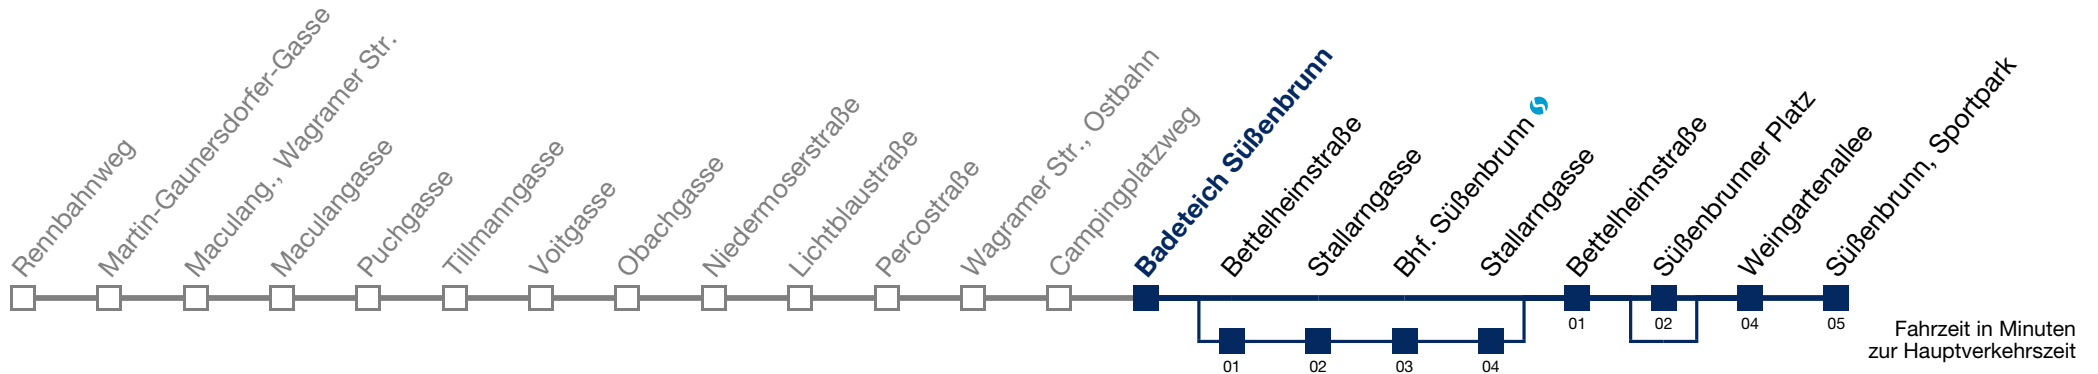 Rennbahnweg
Martin-Gaunersdorfer-Gasse
Maculang., Wagramer Str.
Maculangasse
Puchgasse
Tillmanngasse
Voitgasse
Obachgasse
Niedermoserstraße
Lichtblaustraße
Percostraße
Wagramer Str., Ostbahn
Campingplatzweg
Badeteich Süßenbrunn
Bettelheimstraße
Stallarngasse
Bhf. Süßenbrunn
Stallarngasse
Bettelheimstraße
Süßenbrunner Platz
Weingartenallee
Süßenbrunn, Sportpark
01 02 04 05
01 02 03 04
Fahrzeit in Minuten
zur Hauptverkehrszeit